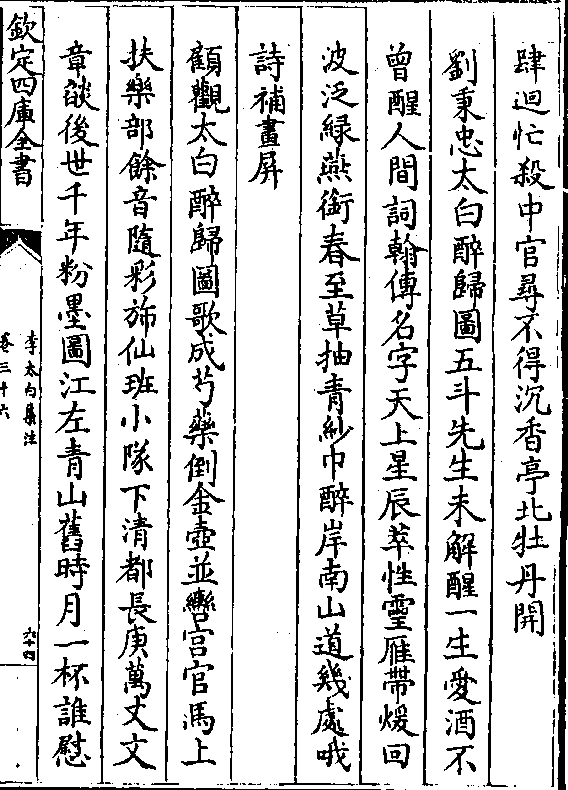 肆迴忙殺中官尋不得沉香亭北牡丹開
劉秉忠太白醉歸圖五斗先生未解醒一生愛酒不
曾醒人間詞翰傳名字天上星辰萃性靈雁帶煖回
波泛緑燕銜春至草抽青紗巾醉岸南山道幾處哦
詩補畫屏
顧觀太白醉歸圖歌成芍藥倒金壺並轡宫官馬上
扶樂部餘音隨彩斾仙班小隊下清都長庚萬丈文
章燄後世千年粉墨圖江左青山舊時月一杯誰慰
欽定四庫全書
李太白集注
卷三十六
六十四